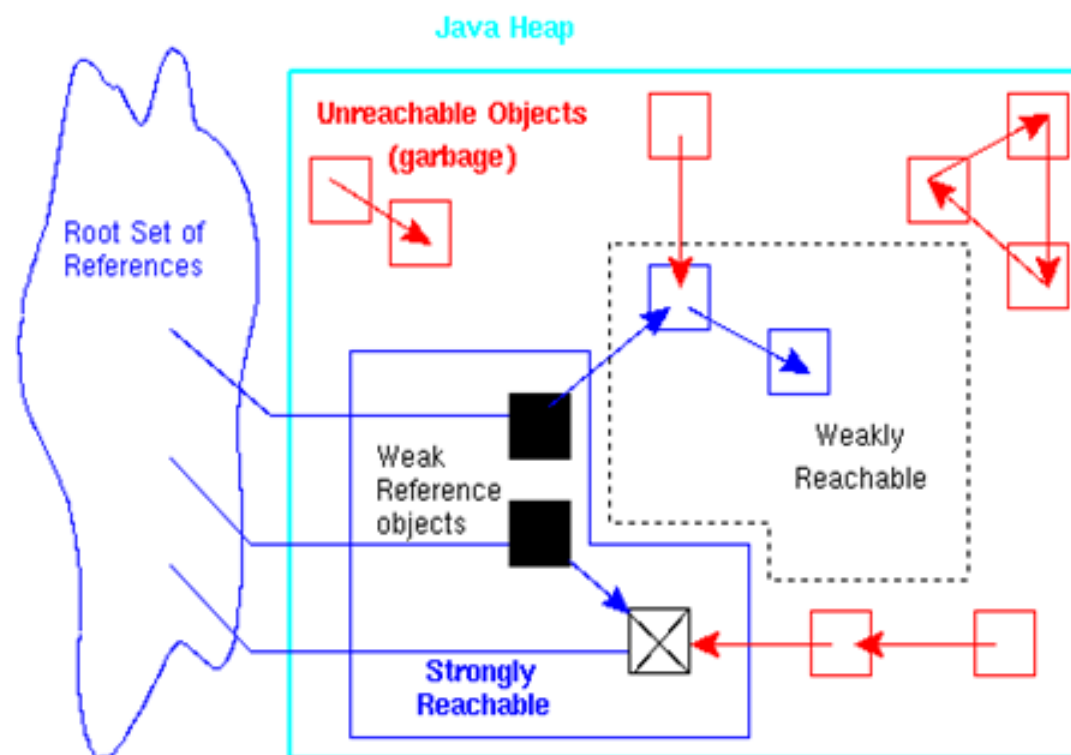 Java Heap
Unreachable Objects
(garbage)
Root Set of
References
Weak
Reference
objects
Weakly
Reachable
Strongly
Reachable